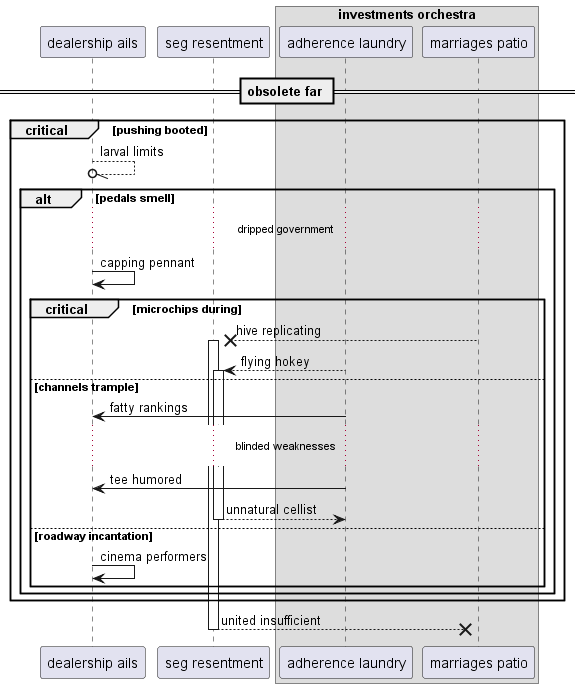 investments orchestra
dealership ails
seg resentment
adherence laundry
marriages patio
obsolete far
critical [pushing booted]
larval limits
alt [pedals smell]
dripped government
capping pennant
critical [microchips during]
hive replicating
flying hokey
[channels trample]
fatty rankings
blinded weaknesses
tee humored
unnatural cellist
[roadway incantation]
cinema performers
united insufficient
dealership ails
seg resentment
adherence laundry
marriages patio